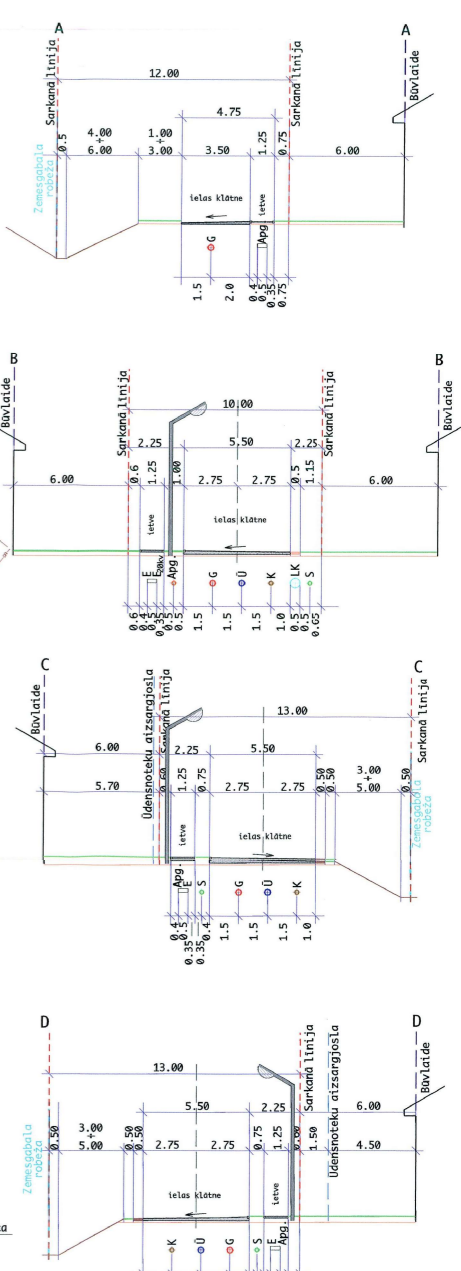 A
A
Sarkanā līnija
Sarkanā līnija
Būvlaide
12.00
4.75
0.5
4.00
÷
6.00
1.00
÷
3.00
3.50
1.25
0.75
6.00
Zemesgabala
robeža
ielas klātne
ietve
G
Apg.
1.5
2.0
0.4
0.5
0.35
0.75
B
B
Būvlaide
Sarkanā līnija
Sarkanā līnija
Būvlaide
10.00
2.25
5.50
2.25
6.00
0.6
1.25
1.00
2.75
2.75
0.5
1.15
6.00
ietve
ielas klātne
E
E 20kv
Apg.
G
Ū
K
LK
S
0.6
0.4
0.5
0.35
0.5
0.5
1.5
1.5
1.5
1.0
0.5
0.5
0.65
C
C
Būvlaide
Ūdensnoteku aizsargjosla
Sarkanā līnija
Sarkanā līnija
13.00
6.00
2.25
5.50
5.70
0.60
1.25
0.75
2.75
2.75
0.50
0.50
3.00
÷
5.00
0.50
Zemesgabala
robeža
ietve
ielas klātne
Apg.
E
S
G
Ū
K
0.4
0.5
0.35
0.35
0.4
1.5
1.5
1.5
1.0
D
D
Sarkanā līnija
Ūdensnoteku aizsargjosla
Būvlaide
13.00
5.50
2.25
6.00
Zemesgabala
robeža
0.50
3.00
÷
5.00
0.50
0.50
2.75
2.75
0.75
1.25
0.60
1.50
4.50
ielas klātne
ietve
K
Ū
G
S
E
Apg.